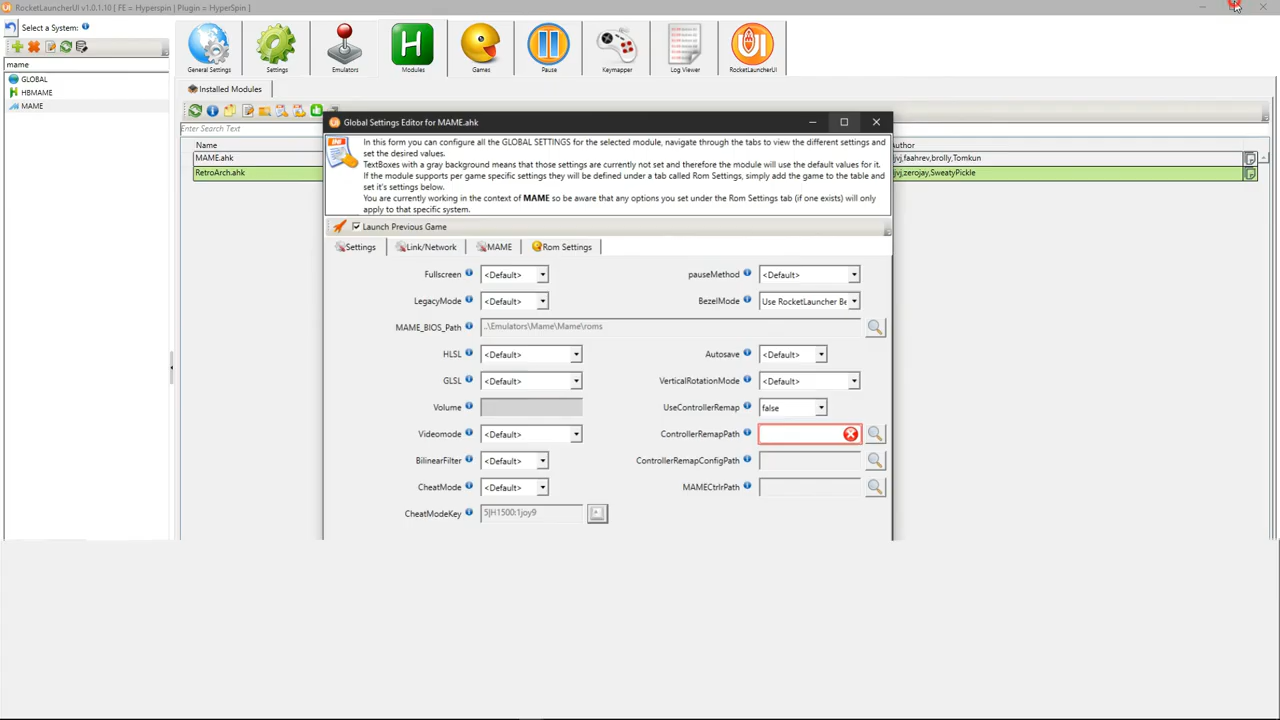 RocketLauncherUI v1.0.1.10 [ FE = Hyperspin | Plugin = HyperSpin ]
Select a System:
General Settings
Settings
Emulators
Modules
Games
Pause
Keymapper
Log Viewer
RocketLauncherUI
name
GLOBAL
HBMAME
MAME
Installed Modules
Enter Search Text
Name
Author
MAME.ahk
jvj,faahrev,brolly,Tomkun
RetroArch.ahk
jvj,zerojay,SweatyPickle
Global Settings Editor for MAME.ahk
In this form you can configure all the GLOBAL SETTINGS for the selected module, navigate through the tabs to view the different settings and
set the desired values.
TextBoxes with a gray background means that those settings are currently not set and therefore the module will use the default values for it.
If the module supports per game specific settings they will be defined under a tab called Rom Settings, simply add the game to the table and
set it's settings below.
You are currently working in the context of MAME so be aware that any options you set under the Rom Settings tab (if one exists) will only
apply to that specific system.
Launch Previous Game
Settings
Link/Network
MAME
Rom Settings
Fullscreen <Default> pauseMethod <Default>
LegacyMode <Default> BezelMode Use RocketLauncher Be
MAME_BIOS_Path ..\Emulators\Mame\Mame\roms
HLSL <Default> Autosave <Default>
GLSL <Default> VerticalRotationMode <Default>
Volume UseControllerRemap false
Videomode <Default> ControllerRemapPath
BilinearFilter <Default> ControllerRemapConfigPath
CheatMode <Default> MAMECtrlrPath
CheatModeKey 5|H1500:1joy9